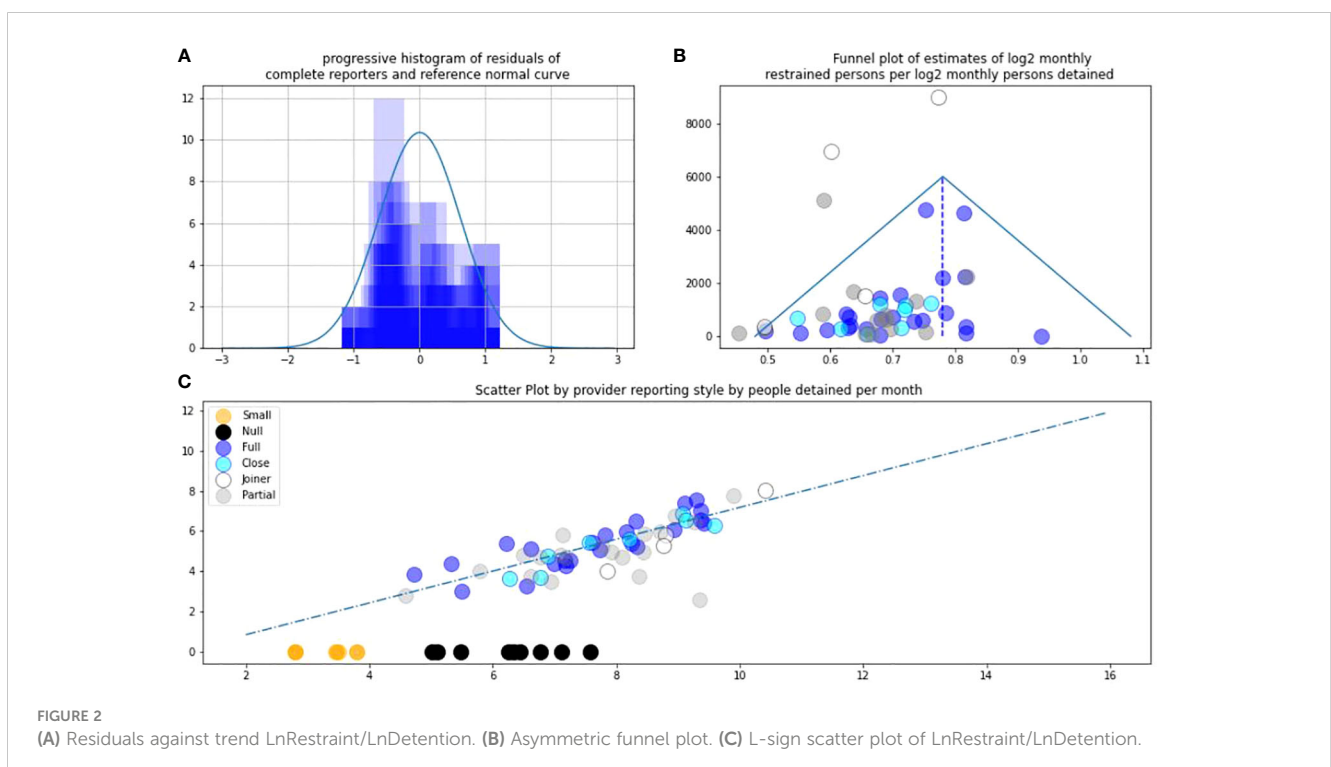 A
progressive histogram of residuals of
complete reporters and reference normal curve
12
10
8
6
4
2
0
−3 −2 −1 0 1 2 3
B
Funnel plot of estimates of log2 monthly
restrained persons per log2 monthly persons detained
8000
6000
4000
2000
0
0.5 0.6 0.7 0.8 0.9 1.0 1.1
C
Scatter Plot by provider reporting style by people detained per month
12
10
8
6
4
2
0
Small
Null
Full
Close
Joiner
Partial
2 4 6 8 10 12 14 16
FIGURE 2
(A) Residuals against trend LnRestraint/LnDetention. (B) Asymmetric funnel plot. (C) L-sign scatter plot of LnRestraint/LnDetention.